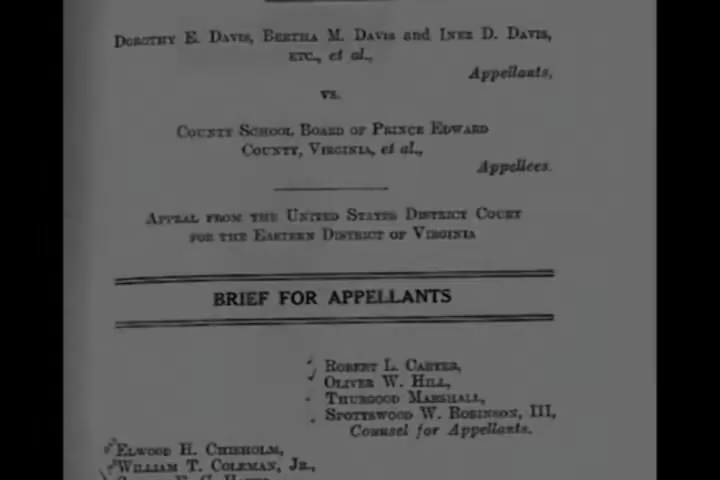 DOROTHY E. DAVIS, BERTHA M. DAVIS and INEZ D. DAVIS,
ETC., et al.,
Appellants,
vs.
COUNTY SCHOOL BOARD OF PRINCE EDWARD
COUNTY, VIRGINIA, et al.,
Appellees.
APPEAL FROM THE UNITED STATES DISTRICT COURT
FOR THE EASTERN DISTRICT OF VIRGINIA
BRIEF FOR APPELLANTS
ROBERT L. CARTER,
OLIVER W. HILL,
THURGOOD MARSHALL,
SPOTTSWOOD W. ROBINSON, III,
Counsel for Appellants.
ELWOOD H. CHISHOLM,
WILLIAM T. COLEMAN, JR.,